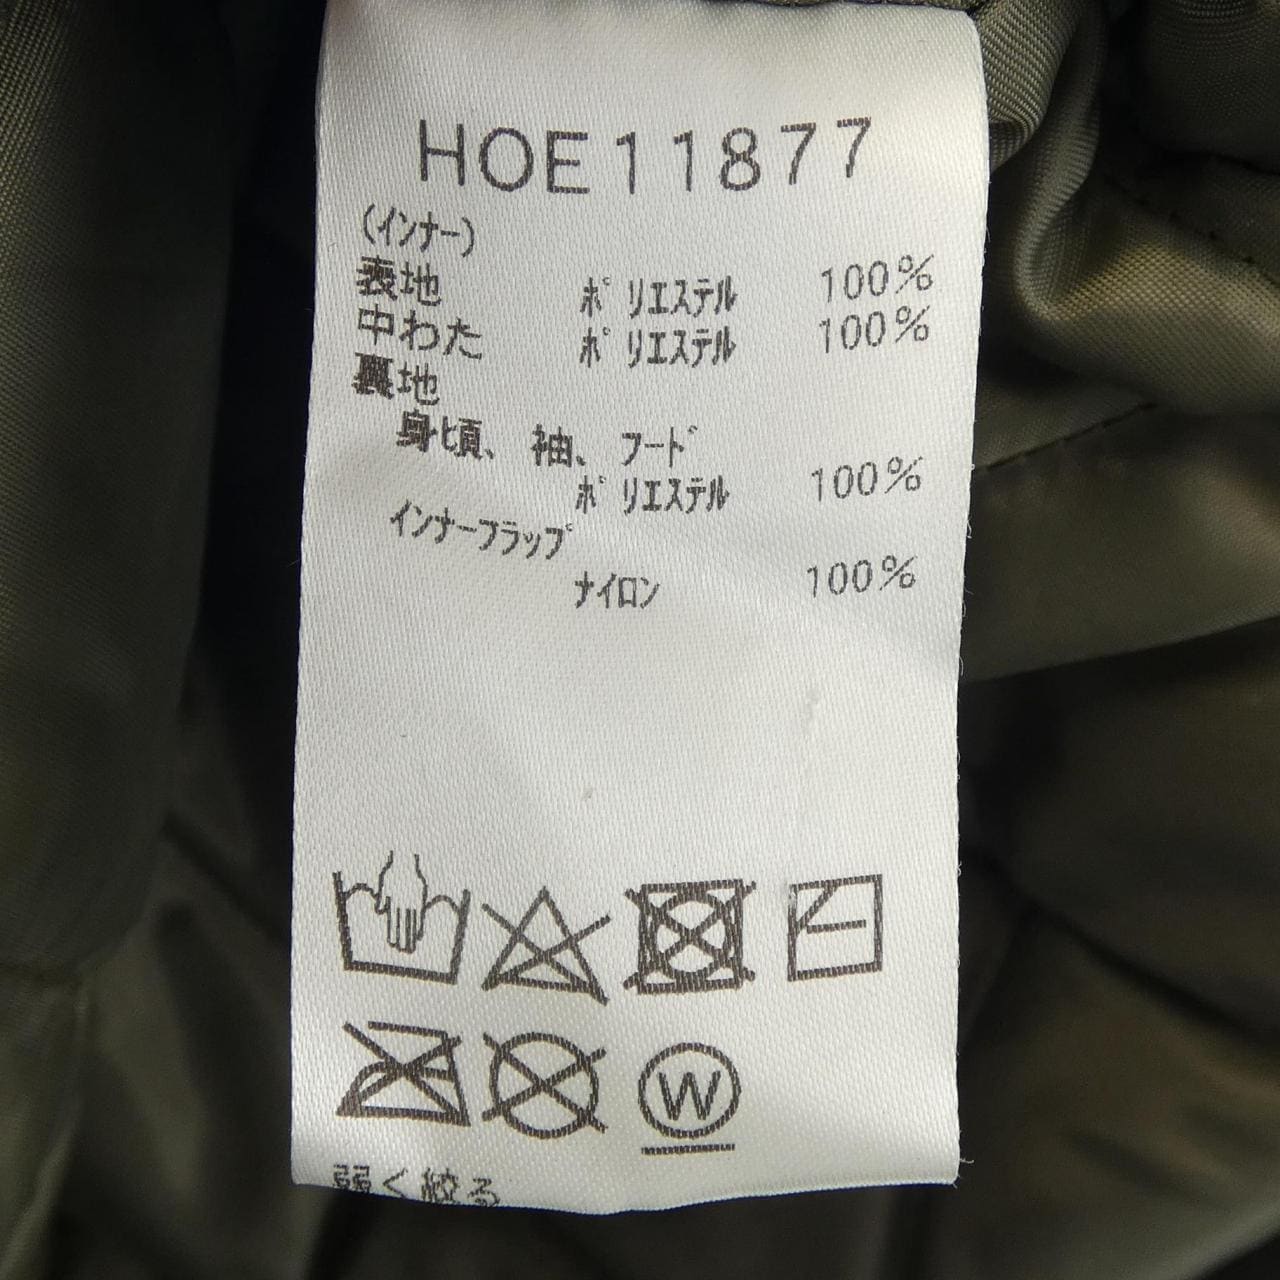 HOE11877
(インナー)
表地 ポリエステル 100%
中わた ポリエステル 100%
裏地
身頃、袖、フード
ポリエステル 100%
インナーフラップ
ナイロン 100%
W
弱く絞る